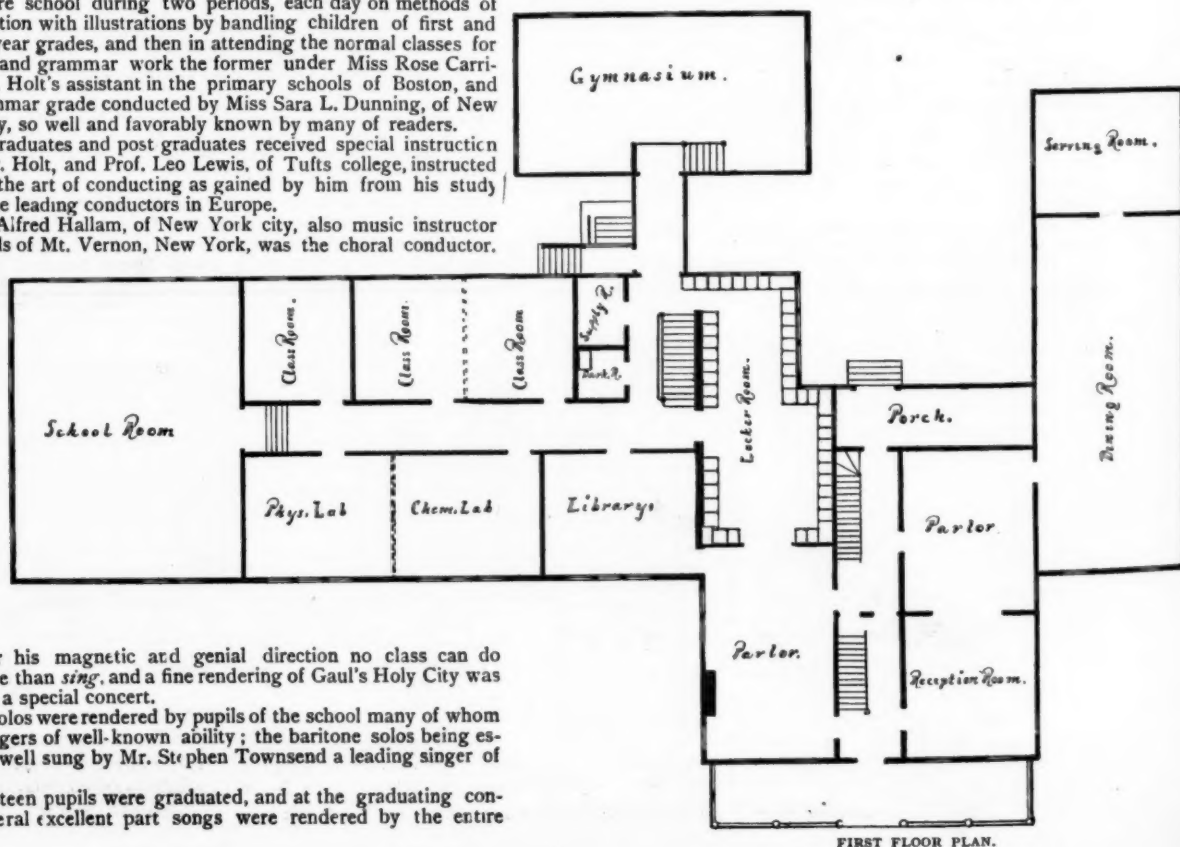 re school during two periods, each day on methods of
tion with illustrations by handling children of first and
year grades, and then in attending the normal classes for
and grammar work the former under Miss Rose Carri-
Holt's assistant in the primary schools of Boston, and
mmar grade conducted by Miss Sara L. Dunning, of New
y, so well and favorably known by many of readers.
raduates and post graduates received special instruction
. Holt, and Prof. Leo Lewis, of Tufts college, instructed
the art of conducting as gained by him from his study
e leading conductors in Europe.
Alfred Hallam, of New York city, also music instructor
ls of Mt. Vernon, New York, was the choral conductor.
r his magnetic and genial direction no class can do
e than sing, and a fine rendering of Gaul's Holy City was
a special concert.
olos were rendered by pupils of the school many of whom
gers of well-known ability; the baritone solos being es-
well sung by Mr. Stephen Townsend a leading singer of
teen pupils were graduated, and at the graduating con-
eral excellent part songs were rendered by the entire
Gymnasium.
Serving Room.
Class Room.
Class Room
Class Room
Supply R.
Dark R.
School Room
Locker Room.
Porch.
Dining Room.
Phys. Lab
Chem. Lab
Library.
Parlor
Parlor.
Reception Room.
FIRST FLOOR PLAN.